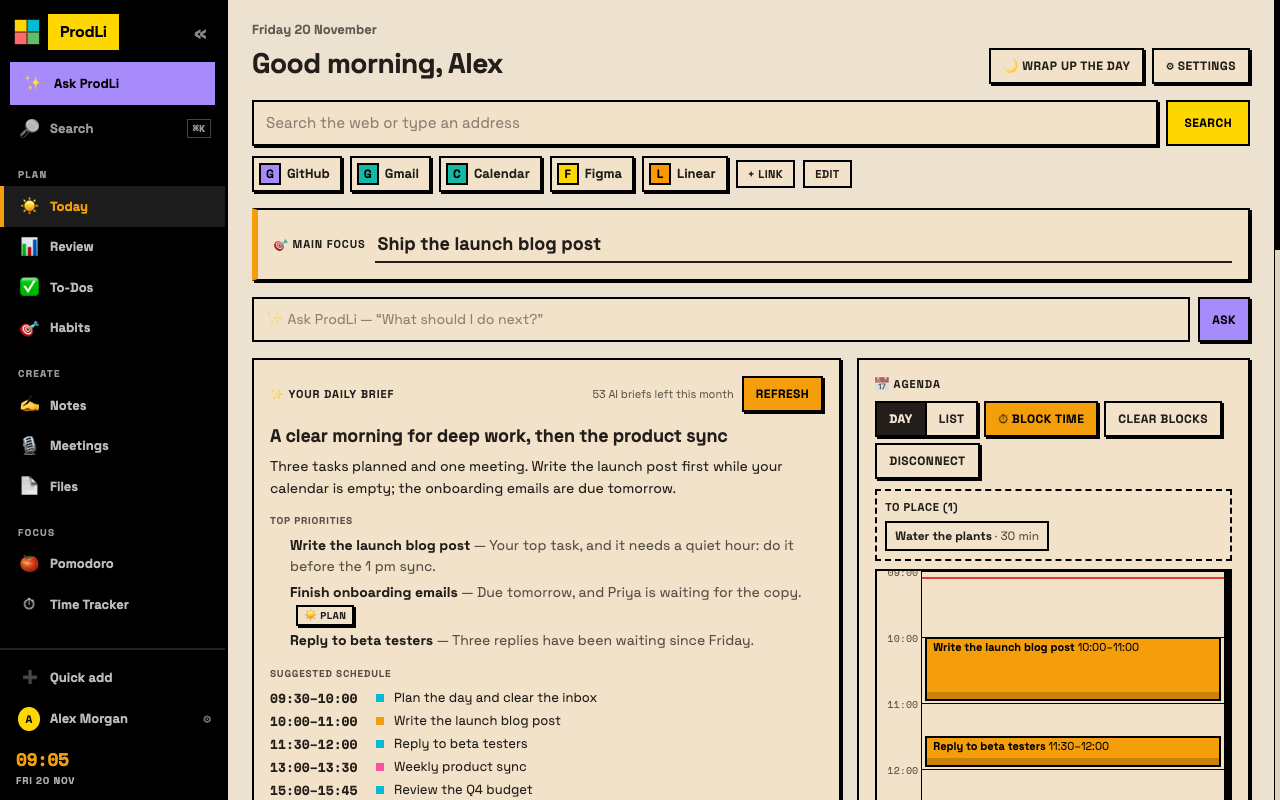 ProdLi
«
Ask ProdLi
Search ⌘K
PLAN
Today
Review
To-Dos
Habits
CREATE
Notes
Meetings
Files
FOCUS
Pomodoro
Time Tracker
Quick add
A Alex Morgan
09:05
FRI 20 NOV
Friday 20 November
Good morning, Alex
WRAP UP THE DAY
SETTINGS
Search the web or type an address
SEARCH
G GitHub
G Gmail
C Calendar
F Figma
L Linear
+ LINK
EDIT
MAIN FOCUS Ship the launch blog post
Ask ProdLi — “What should I do next?”
ASK
YOUR DAILY BRIEF
53 AI briefs left this month
REFRESH
A clear morning for deep work, then the product sync
Three tasks planned and one meeting. Write the launch post first while your
calendar is empty; the onboarding emails are due tomorrow.
TOP PRIORITIES
Write the launch blog post — Your top task, and it needs a quiet hour: do it
before the 1 pm sync.
Finish onboarding emails — Due tomorrow, and Priya is waiting for the copy.
PLAN
Reply to beta testers — Three replies have been waiting since Friday.
SUGGESTED SCHEDULE
09:30–10:00 Plan the day and clear the inbox
10:00–11:00 Write the launch blog post
11:30–12:00 Reply to beta testers
13:00–13:30 Weekly product sync
15:00–15:45 Review the Q4 budget
AGENDA
DAY
LIST
BLOCK TIME
CLEAR BLOCKS
DISCONNECT
TO PLACE (1)
Water the plants · 30 min
09:00
10:00
Write the launch blog post 10:00–11:00
11:00
Reply to beta testers 11:30–12:00
12:00